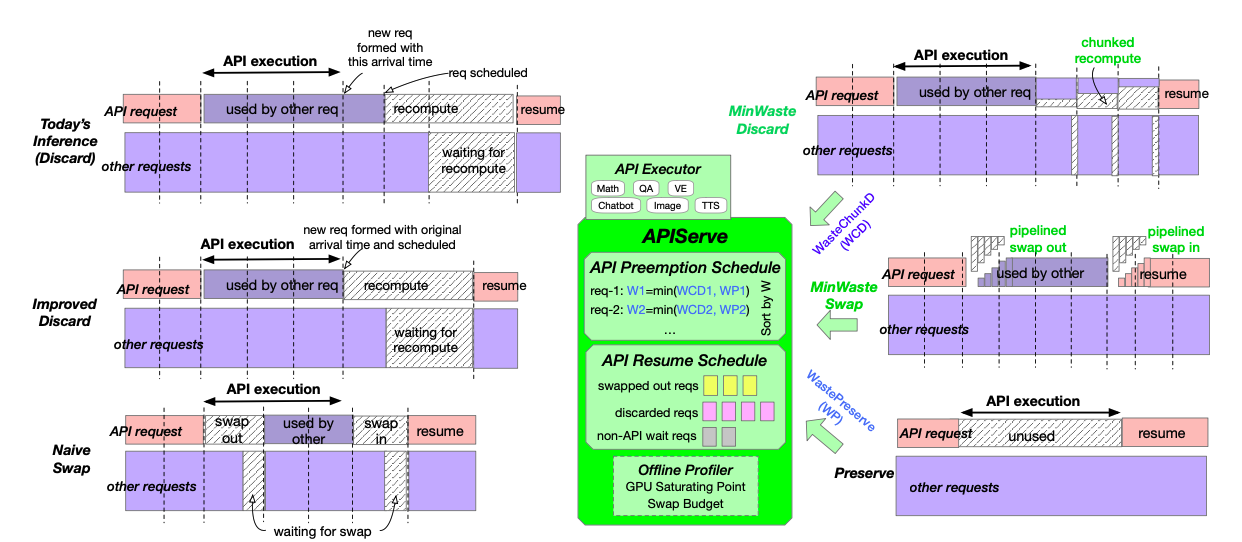 new req
formed with
this arrival time
API execution
req scheduled
API request
used by other req
recompute
resume
Today's
Inference
(Discard)
other requests
waiting for
recompute
new req formed with original
arrival time and scheduled
API execution
API request
used by other req
recompute
resume
Improved
Discard
other requests
waiting for
recompute
API execution
API request
swap
out
used by
other
swap
in
resume
Naive
Swap
other requests
waiting for swap
API Executor
Math
QA
VE
Chatbot
Image
TTS
APIServe
API Preemption Schedule
req-1: W1=min(WCD1, WP1)
req-2: W2=min(WCD2, WP2)
...
Sort by W
API Resume Schedule
swapped out reqs
discarded reqs
non-API wait reqs
Offline Profiler
GPU Saturating Point
Swap Budget
chunked
recompute
API execution
API request
used by other req
resume
MinWaste
Discard
other requests
WasteChunkD
(WCD)
pipelined
swap out
pipelined
swap in
API request
used by other
resume
MinWaste
Swap
other requests
WastePreserve
(WP)
API execution
API request
unused
resume
Preserve
other requests